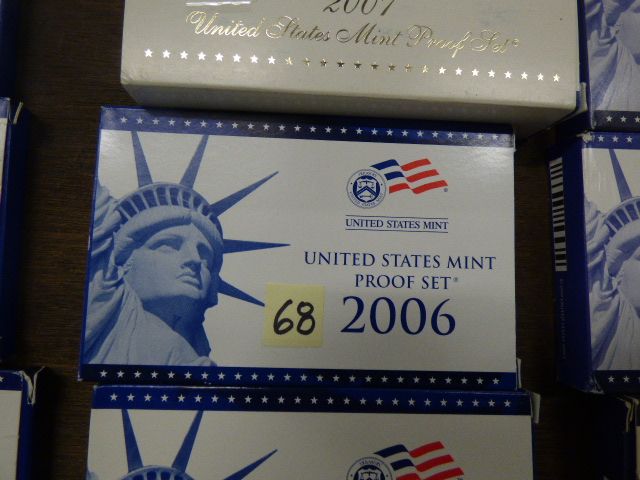 2007
United States Mint Proof Set®
UNITED STATES MINT
UNITED STATES MINT
PROOF SET®
68
2006